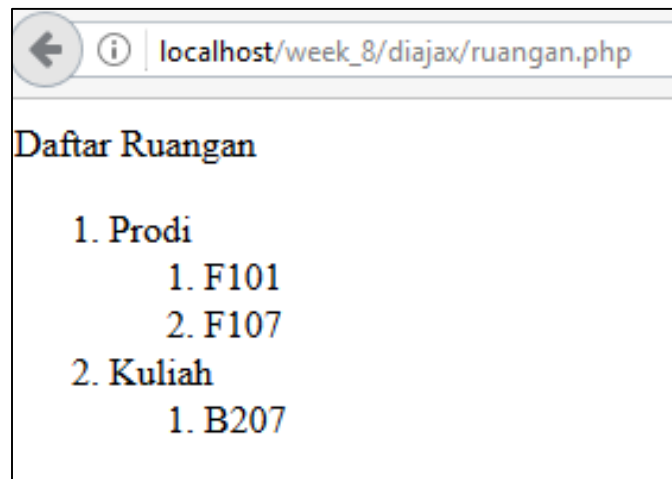 localhost/week_8/diajax/ruangan.php
Daftar Ruangan
1. Prodi
1. F101
2. F107
2. Kuliah
1. B207